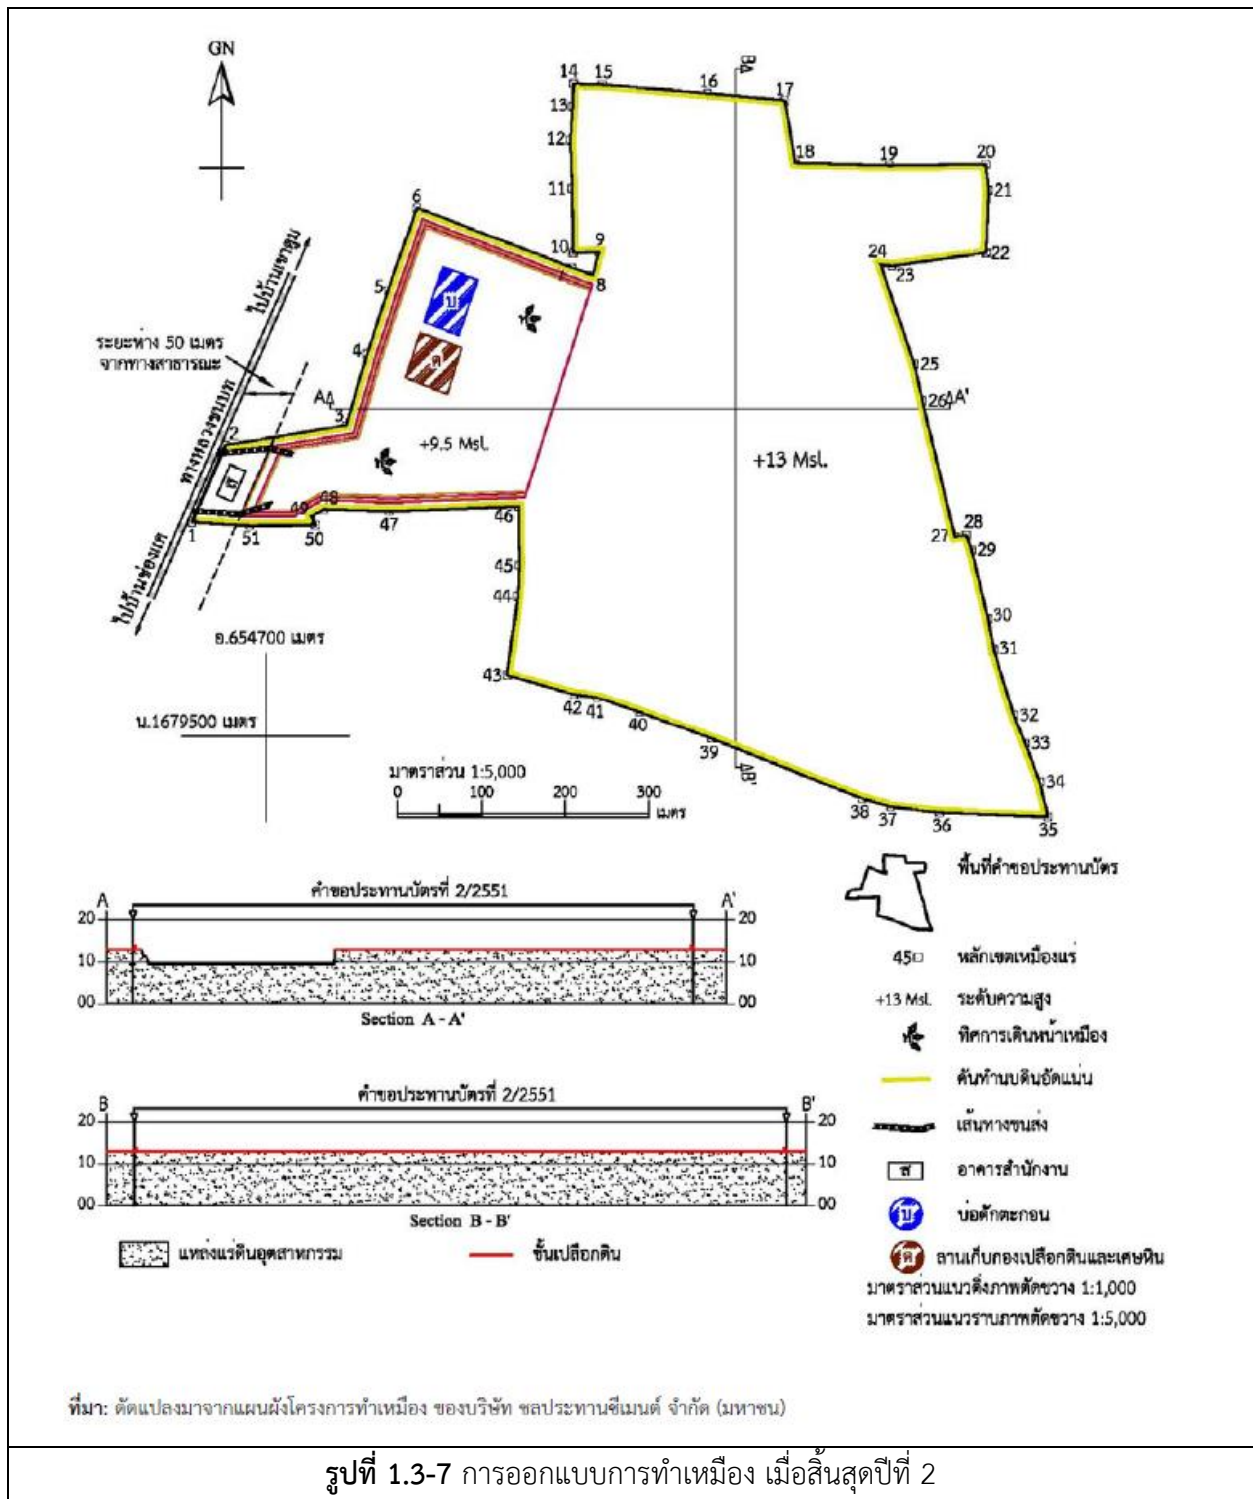 GN
14
15
16
17
13
12
11
10
9
8
18
19
20
21
22
24
23
6
5
4
3
2
25
26
A
A'
B
B'
ไปบ้านเขาตูม
ระยะห่าง 50 เมตร
จากทางสาธารณะ
ทางหลวงชนบท
ไปบ้านช่องแค
+9.5 Msl.
+13 Msl.
บ
ค
ส
ท
ท
1
51
50
49
48
47
46
45
44
43
42
41
40
39
38
37
36
35
34
33
32
31
30
29
28
27
อ.654700 เมตร
น.1679500 เมตร
มาตราส่วน 1:5,000
0 100 200 300
เมตร
คำขอประทานบัตรที่ 2/2551
A A'
20 20
10 10
00 00
Section A - A'
คำขอประทานบัตรที่ 2/2551
B B'
20 20
10 10
00 00
Section B - B'
แหล่งแร่ดินอุตสาหกรรม ชั้นเปลือกดิน
พื้นที่คำขอประทานบัตร
45 หลักเขตเหมืองแร่
+13 Msl. ระดับความสูง
ท ทิศการเดินหน้าเหมือง
คันทำนบดินอัดแน่น
เส้นทางขนส่ง
ส อาคารสำนักงาน
บ บ่อดักตะกอน
ค ลานเก็บกองเปลือกดินและเศษหิน
มาตราส่วนแนวดิ่งภาพตัดขวาง 1:1,000
มาตราส่วนแนวราบภาพตัดขวาง 1:5,000
ที่มา: ดัดแปลงมาจากแผนผังโครงการทำเหมือง ของบริษัท ชลประทานซีเมนต์ จำกัด (มหาชน)
รูปที่ 1.3-7 การออกแบบการทำเหมือง เมื่อสิ้นสุดปีที่ 2